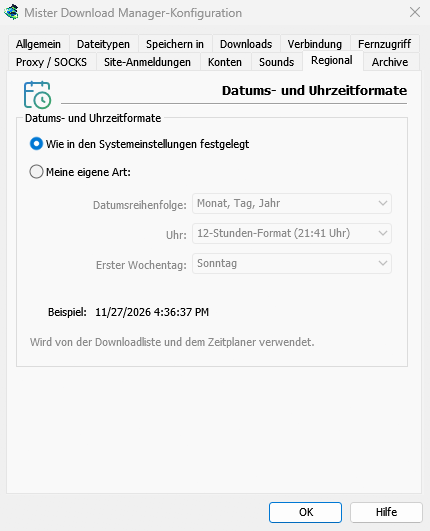 Mister Download Manager-Konfiguration
Allgemein Dateitypen Speichern in Downloads Verbindung Fernzugriff
Proxy / SOCKS Site-Anmeldungen Konten Sounds Regional Archive
Datums- und Uhrzeitformate
Datums- und Uhrzeitformate
Wie in den Systemeinstellungen festgelegt
Meine eigene Art:
Datumsreihenfolge: Monat, Tag, Jahr
Uhr: 12-Stunden-Format (21:41 Uhr)
Erster Wochentag: Sonntag
Beispiel: 11/27/2026 4:36:37 PM
Wird von der Downloadliste und dem Zeitplaner verwendet.
OK Hilfe